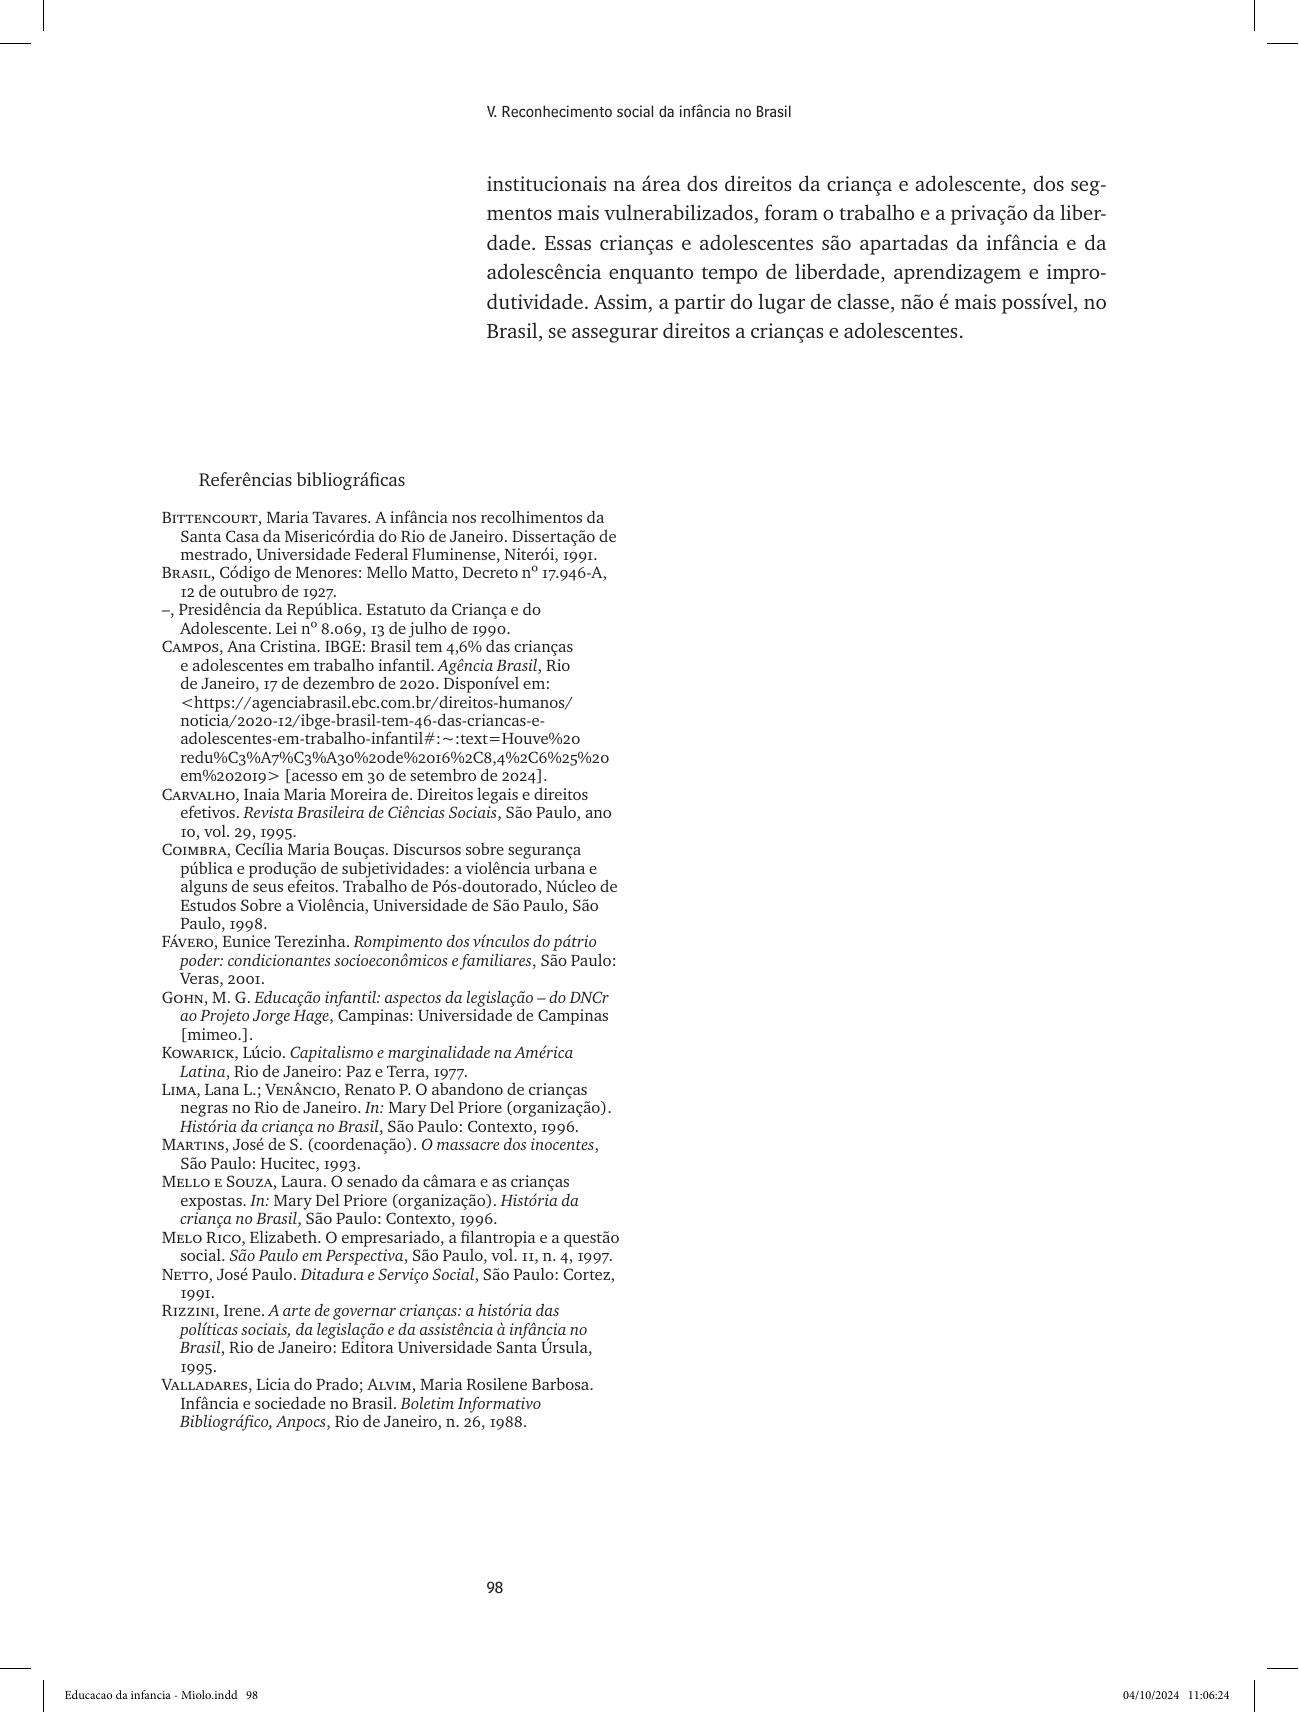 V. Reconhecimento social da infância no Brasil
institucionais na área dos direitos da criança e adolescente, dos seg-
mentos mais vulnerabilizados, foram o trabalho e a privação da liber-
dade. Essas crianças e adolescentes são apartadas da infância e da
adolescência enquanto tempo de liberdade, aprendizagem e impro-
dutividade. Assim, a partir do lugar de classe, não é mais possível, no
Brasil, se assegurar direitos a crianças e adolescentes.
Referências bibliográficas
Bittencourt, Maria Tavares. A infância nos recolhimentos da
Santa Casa da Misericórdia do Rio de Janeiro. Dissertação de
mestrado, Universidade Federal Fluminense, Niterói, 1991.
Brasil, Código de Menores: Mello Matto, Decreto nº 17.946-A,
12 de outubro de 1927.
–, Presidência da República. Estatuto da Criança e do
Adolescente. Lei nº 8.069, 13 de julho de 1990.
Campos, Ana Cristina. IBGE: Brasil tem 4,6% das crianças
e adolescentes em trabalho infantil. Agência Brasil, Rio
de Janeiro, 17 de dezembro de 2020. Disponível em:
<https://agenciabrasil.ebc.com.br/direitos-humanos/
noticia/2020-12/ibge-brasil-tem-46-das-criancas-e-
adolescentes-em-trabalho-infantil#:~:text=Houve%20
redu%C3%A7%C3%A30%20de%2016%2C8,4%2C6%25%20
em%202019> [acesso em 30 de setembro de 2024].
Carvalho, Inaia Maria Moreira de. Direitos legais e direitos
efetivos. Revista Brasileira de Ciências Sociais, São Paulo, ano
10, vol. 29, 1995.
Coimbra, Cecília Maria Bouças. Discursos sobre segurança
pública e produção de subjetividades: a violência urbana e
alguns de seus efeitos. Trabalho de Pós-doutorado, Núcleo de
Estudos Sobre a Violência, Universidade de São Paulo, São
Paulo, 1998.
Fávero, Eunice Terezinha. Rompimento dos vínculos do pátrio
poder: condicionantes socioeconômicos e familiares, São Paulo:
Veras, 2001.
Gohn, M. G. Educação infantil: aspectos da legislação – do DNCr
ao Projeto Jorge Hage, Campinas: Universidade de Campinas
[mimeo.].
Kowarick, Lúcio. Capitalismo e marginalidade na América
Latina, Rio de Janeiro: Paz e Terra, 1977.
Lima, Lana L.; Venâncio, Renato P. O abandono de crianças
negras no Rio de Janeiro. In: Mary Del Priore (organização).
História da criança no Brasil, São Paulo: Contexto, 1996.
Martins, José de S. (coordenação). O massacre dos inocentes,
São Paulo: Hucitec, 1993.
Mello e Souza, Laura. O senado da câmara e as crianças
expostas. In: Mary Del Priore (organização). História da
criança no Brasil, São Paulo: Contexto, 1996.
Melo Rico, Elizabeth. O empresariado, a filantropia e a questão
social. São Paulo em Perspectiva, São Paulo, vol. 11, n. 4, 1997.
Netto, José Paulo. Ditadura e Serviço Social, São Paulo: Cortez,
1991.
Rizzini, Irene. A arte de governar crianças: a história das
políticas sociais, da legislação e da assistência à infância no
Brasil, Rio de Janeiro: Editora Universidade Santa Úrsula,
1995.
Valladares, Licia do Prado; Alvim, Maria Rosilene Barbosa.
Infância e sociedade no Brasil. Boletim Informativo
Bibliográfico, Anpocs, Rio de Janeiro, n. 26, 1988.
98
Educacao da infancia - Miolo.indd 98
04/10/2024 11:06:24